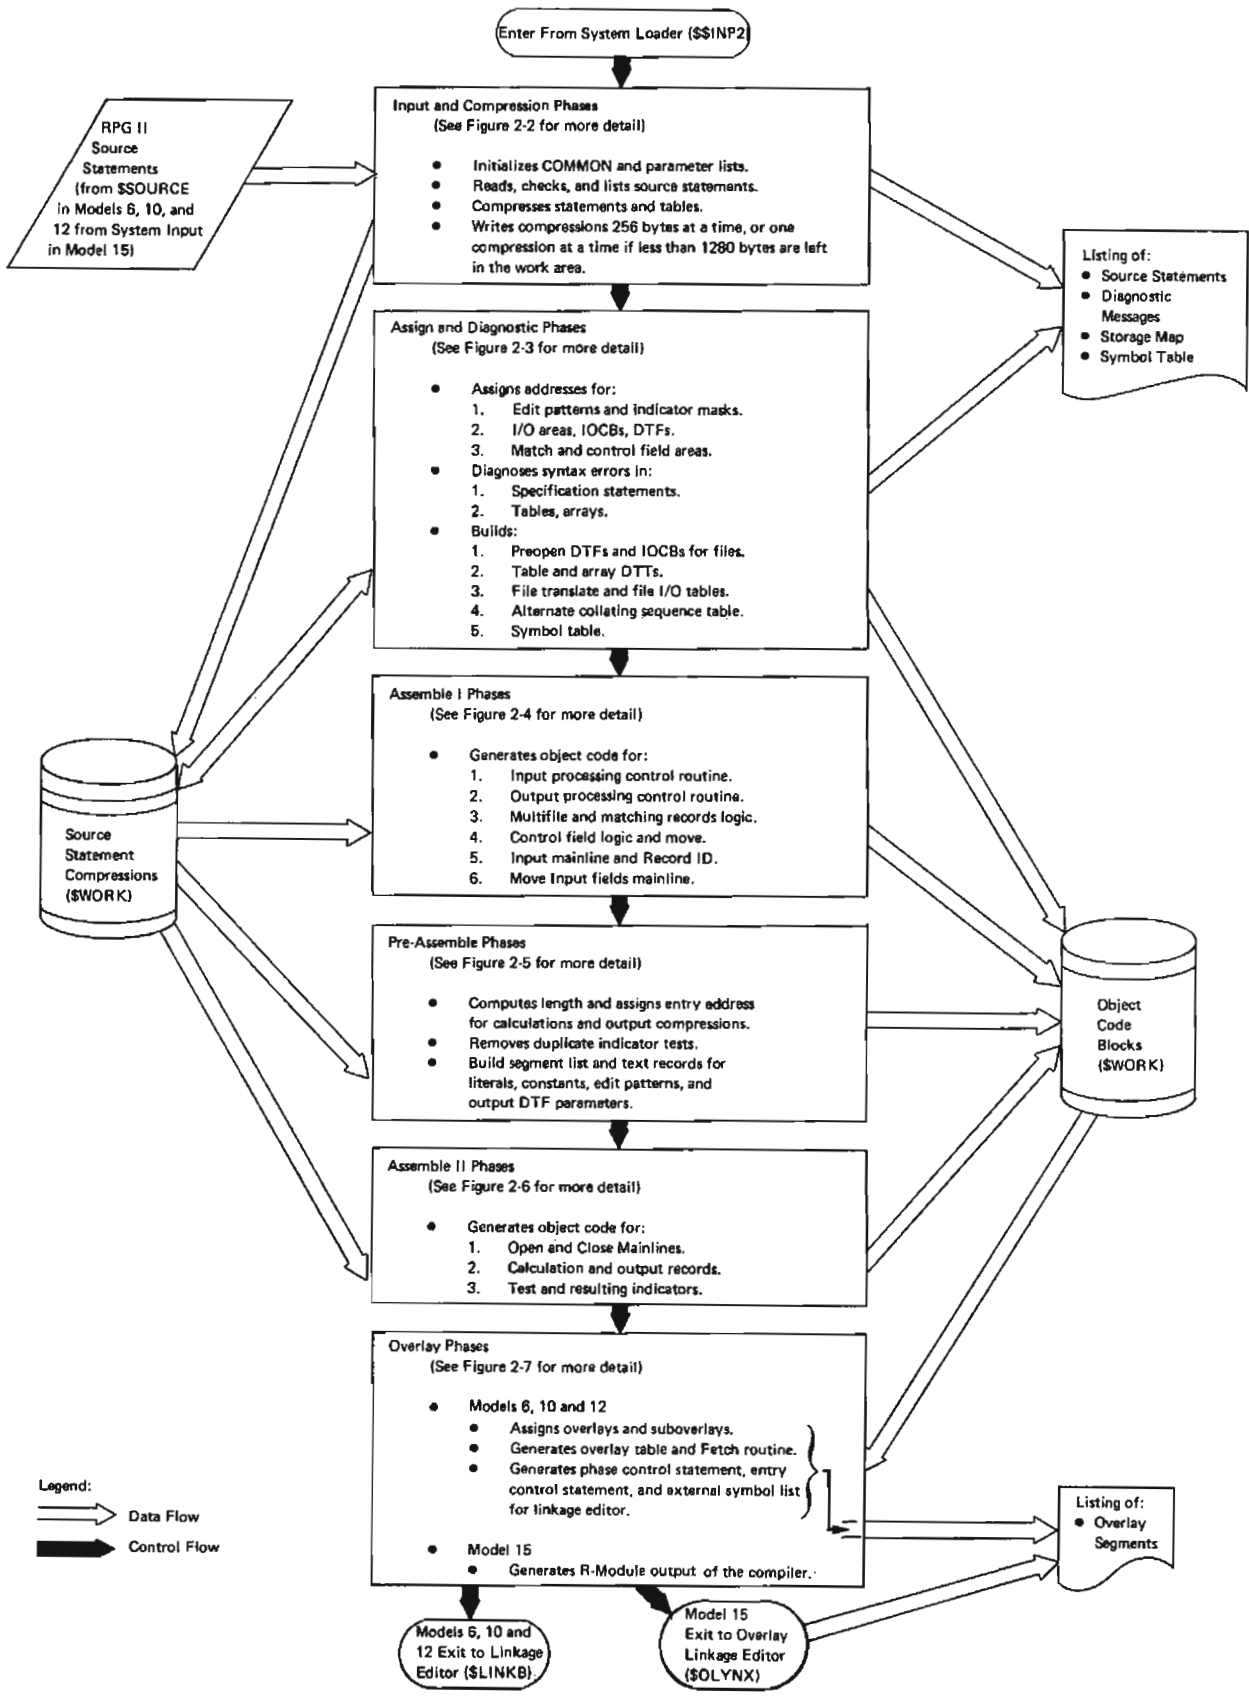 Enter From System Loader ($$INP2)
RPG II
Source
Statements
(from $SOURCE
in Models 6, 10, and
12 from System Input
in Model 15)
Input and Compression Phases
(See Figure 2-2 for more detail)
● Initializes COMMON and parameter lists.
● Reads, checks, and lists source statements.
● Compresses statements and tables.
● Writes compressions 256 bytes at a time, or one
compression at a time if less than 1280 bytes are left
in the work area.
Listing of:
● Source Statements
● Diagnostic
Messages
● Storage Map
● Symbol Table
Assign and Diagnostic Phases
(See Figure 2-3 for more detail)
● Assigns addresses for:
1. Edit patterns and indicator masks.
2. I/O areas, IOCBs, DTFs.
3. Match and control field areas.
● Diagnoses syntax errors in:
1. Specification statements.
2. Tables, arrays.
● Builds:
1. Preopen DTFs and IOCBs for files.
2. Table and array DTTs.
3. File translate and file I/O tables.
4. Alternate collating sequence table.
5. Symbol table.
Assemble I Phases
(See Figure 2-4 for more detail)
● Generates object code for:
1. Input processing control routine.
2. Output processing control routine.
3. Multifile and matching records logic.
4. Control field logic and move.
5. Input mainline and Record ID.
6. Move Input fields mainline.
Source
Statement
Compressions
($WORK)
Pre-Assemble Phases
(See Figure 2-5 for more detail)
● Computes length and assigns entry address
for calculations and output compressions.
● Removes duplicate indicator tests.
● Build segment list and text records for
literals, constants, edit patterns, and
output DTF parameters.
Object
Code
Blocks
($WORK)
Assemble II Phases
(See Figure 2-6 for more detail)
● Generates object code for:
1. Open and Close Mainlines.
2. Calculation and output records.
3. Test and resulting indicators.
Overlay Phases
(See Figure 2-7 for more detail)
● Models 6, 10 and 12
● Assigns overlays and suboverlays.
● Generates overlay table and Fetch routine.
● Generates phase control statement, entry
control statement, and external symbol list
for linkage editor.
● Model 15
● Generates R-Module output of the compiler.
Legend:
Data Flow
Control Flow
Listing of:
● Overlay
Segments
Models 6, 10 and
12 Exit to Linkage
Editor ($LINKB)
Model 15
Exit to Overlay
Linkage Editor
($OLYNX)